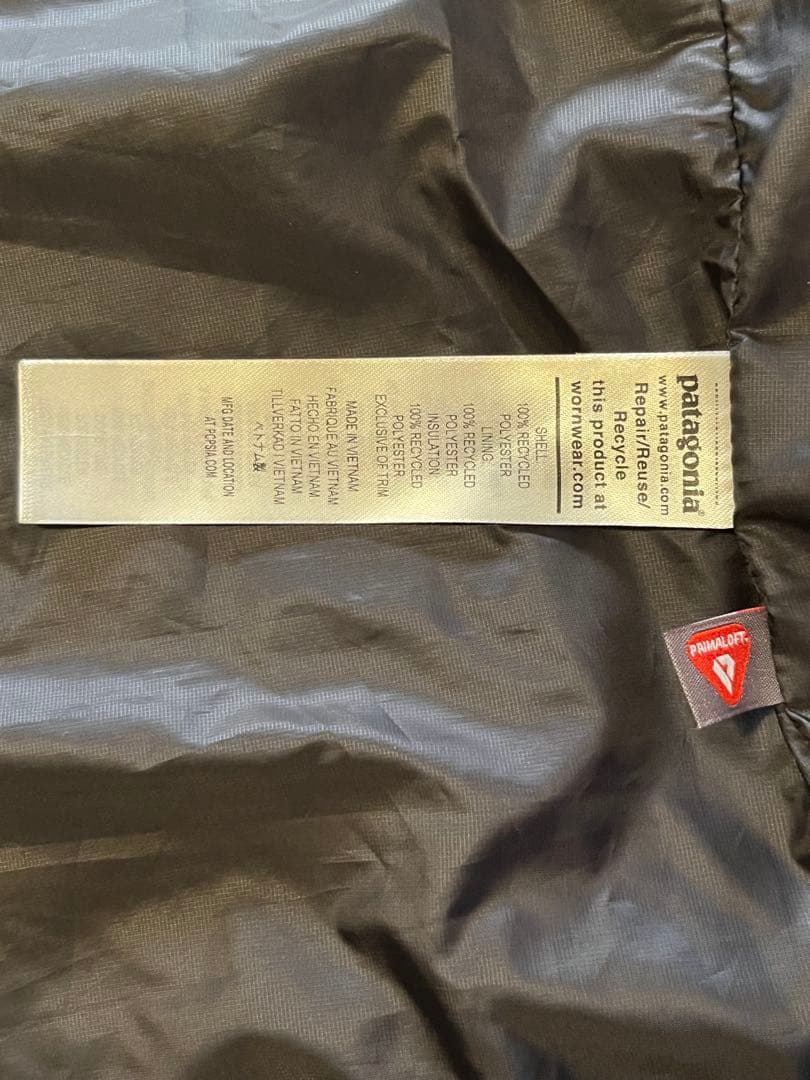 patagonia®
www.patagonia.com
Repair/Reuse/
Recycle
this product at
wornwear.com
SHELL:
100% RECYCLED
POLYESTER
LINING:
100% RECYCLED
POLYESTER
INSULATION:
100% RECYCLED
POLYESTER
EXCLUSIVE OF TRIM
MADE IN VIETNAM
FABRIQUÉ AU VIETNAM
HECHO EN VIETNAM
FATTO IN VIETNAM
TILLVERKAD I VIETNAM
ベトナム製
MFG DATE AND LOCATION
AT PCPSIA.COM
PRIMALOFT.